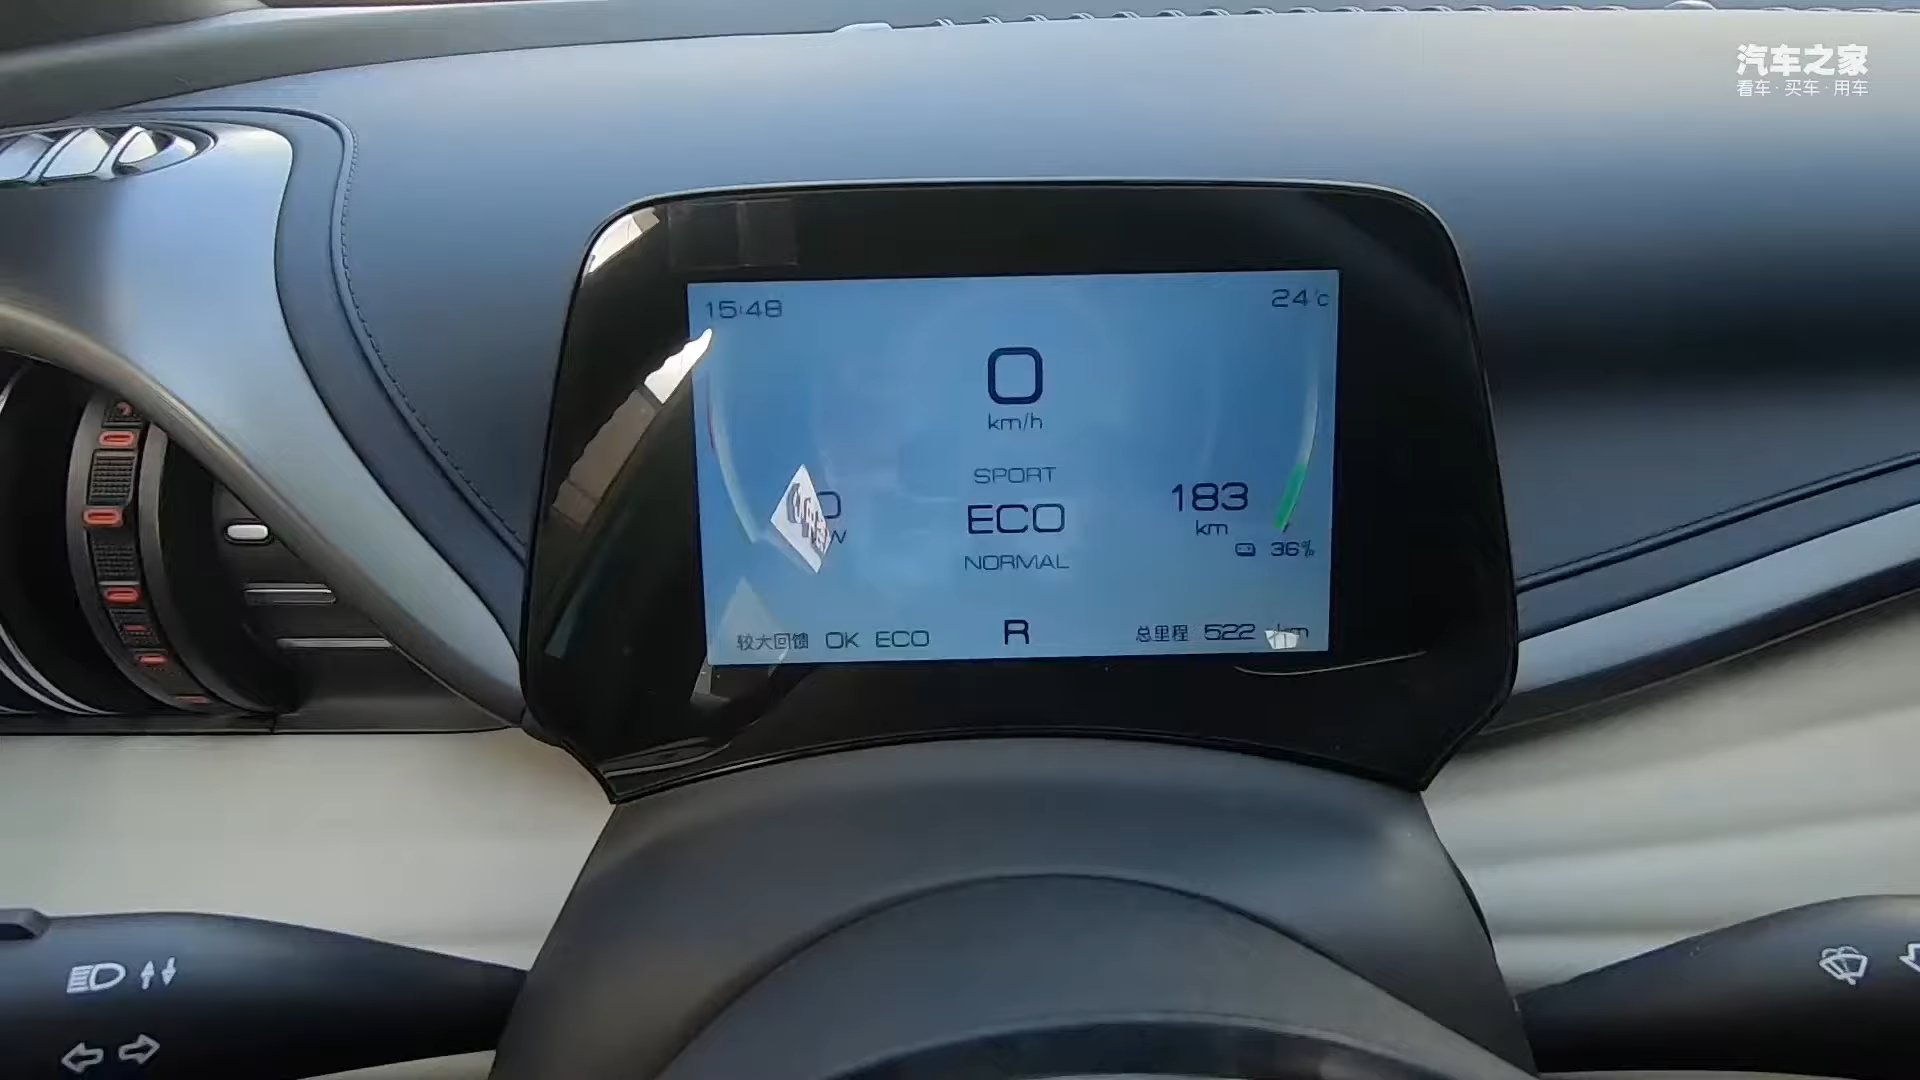 汽车之家
看车·买车·用车
15:48
24°c
0
km/h
SPORT
ECO
NORMAL
183
km
36%
较大回馈 OK ECO
R
总里程 522 km